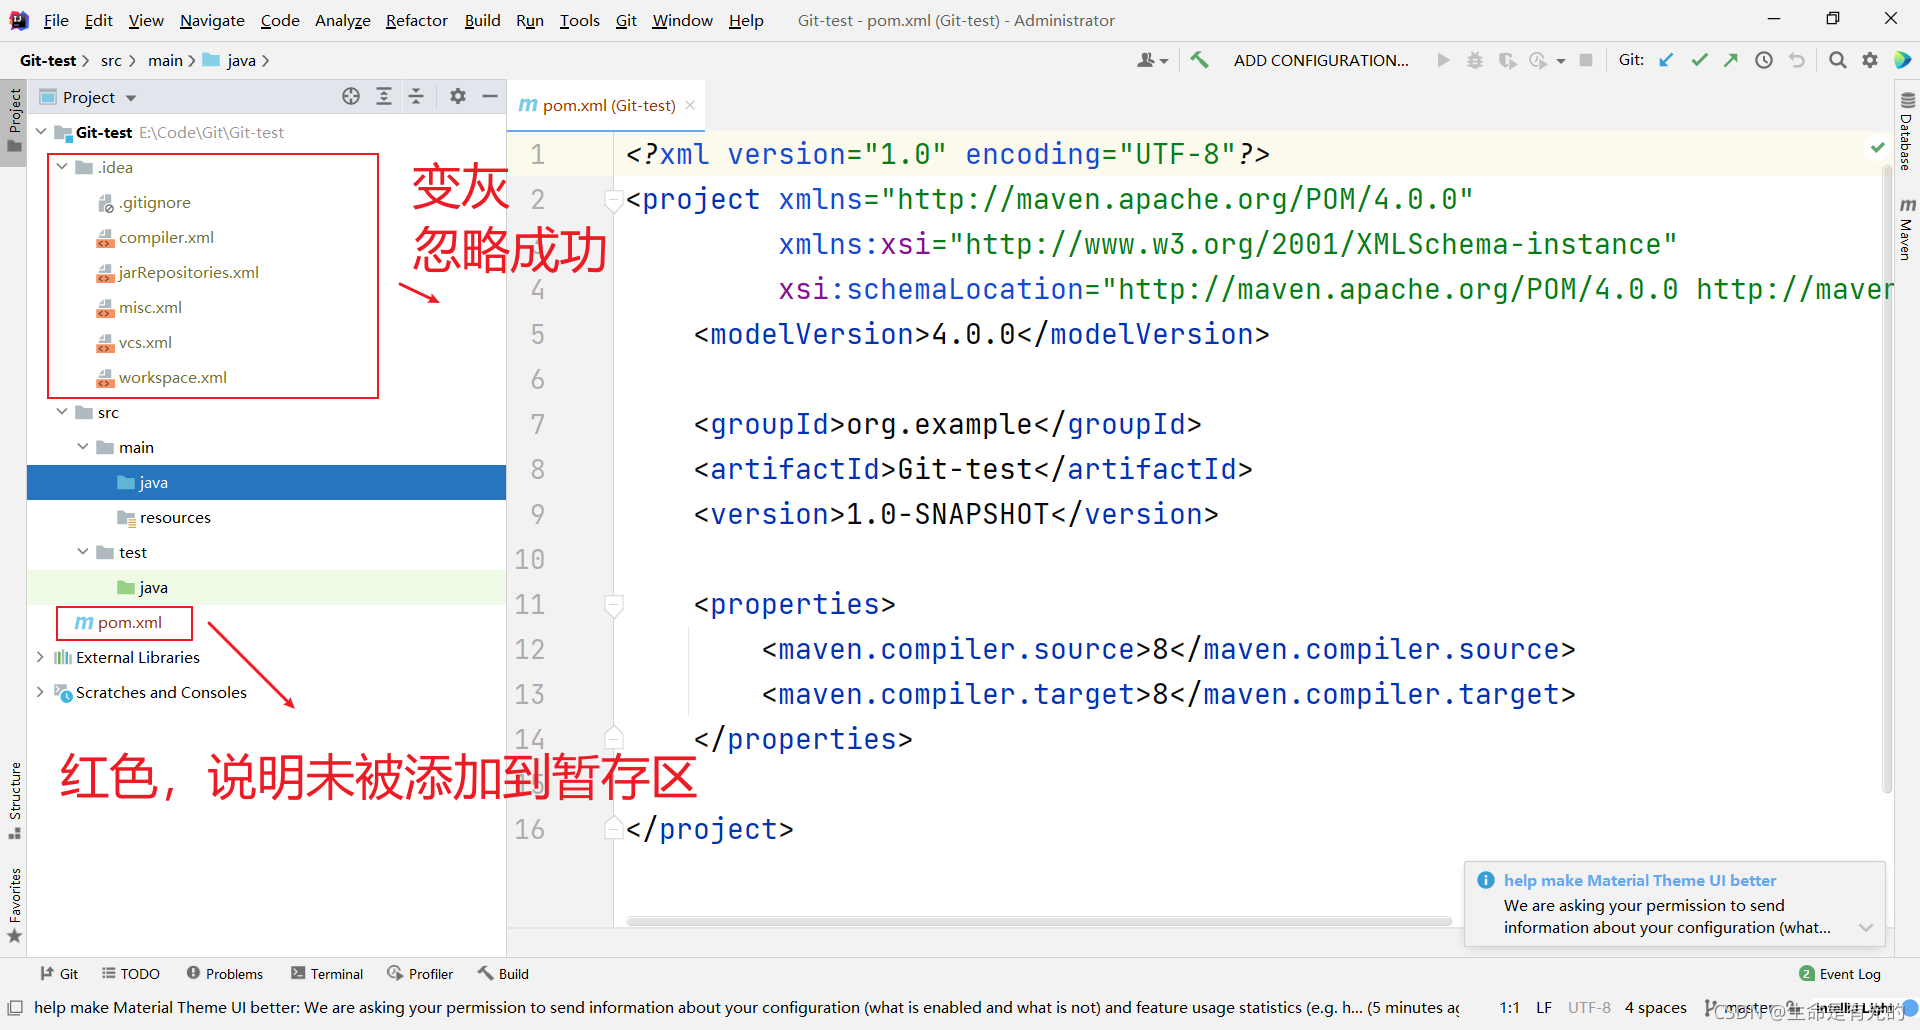 File Edit View Navigate Code Analyze Refactor Build Run Tools Git Window Help Git-test - pom.xml (Git-test) - Administrator
Git-test src main java ADD CONFIGURATION... Git:
Project
pom.xml (Git-test)
Project
Structure
Favorites
Git-test E:\Code\Git\Git-test
.idea
.gitignore
compiler.xml
jarRepositories.xml
misc.xml
vcs.xml
workspace.xml
src
main
java
resources
test
java
pom.xml
External Libraries
Scratches and Consoles
变灰
忽略成功
红色，说明未被添加到暂存区
1 <?xml version="1.0" encoding="UTF-8"?>
2 <project xmlns="http://maven.apache.org/POM/4.0.0"
xmlns:xsi="http://www.w3.org/2001/XMLSchema-instance"
4 xsi:schemaLocation="http://maven.apache.org/POM/4.0.0 http://maven
5 <modelVersion>4.0.0</modelVersion>
6
7 <groupId>org.example</groupId>
8 <artifactId>Git-test</artifactId>
9 <version>1.0-SNAPSHOT</version>
10
11 <properties>
12 <maven.compiler.source>8</maven.compiler.source>
13 <maven.compiler.target>8</maven.compiler.target>
14 </properties>
15
16 </project>
Database
Maven
help make Material Theme UI better
We are asking your permission to send
information about your configuration (what...
Git TODO Problems Terminal Profiler Build 2 Event Log
help make Material Theme UI better: We are asking your permission to send information about your configuration (what is enabled and what is not) and feature usage statistics (e.g. h... (5 minutes ag 1:1 LF UTF-8 4 spaces master IntelliJ Light
CSDN @生命是有光的